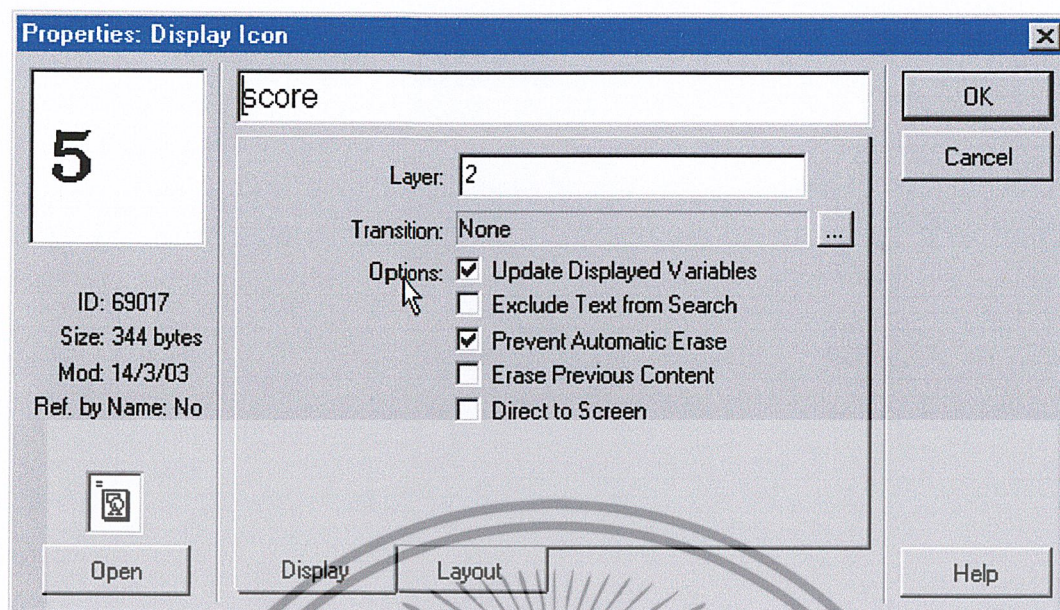 Properties: Display Icon
5
score
OK
Cancel
Layer: 2
Transition: None
...
Options: Update Displayed Variables
Exclude Text from Search
Prevent Automatic Erase
Erase Previous Content
Direct to Screen
ID: 69017
Size: 344 bytes
Mod: 14/3/03
Ref. by Name: No
Open
Display
Layout
Help